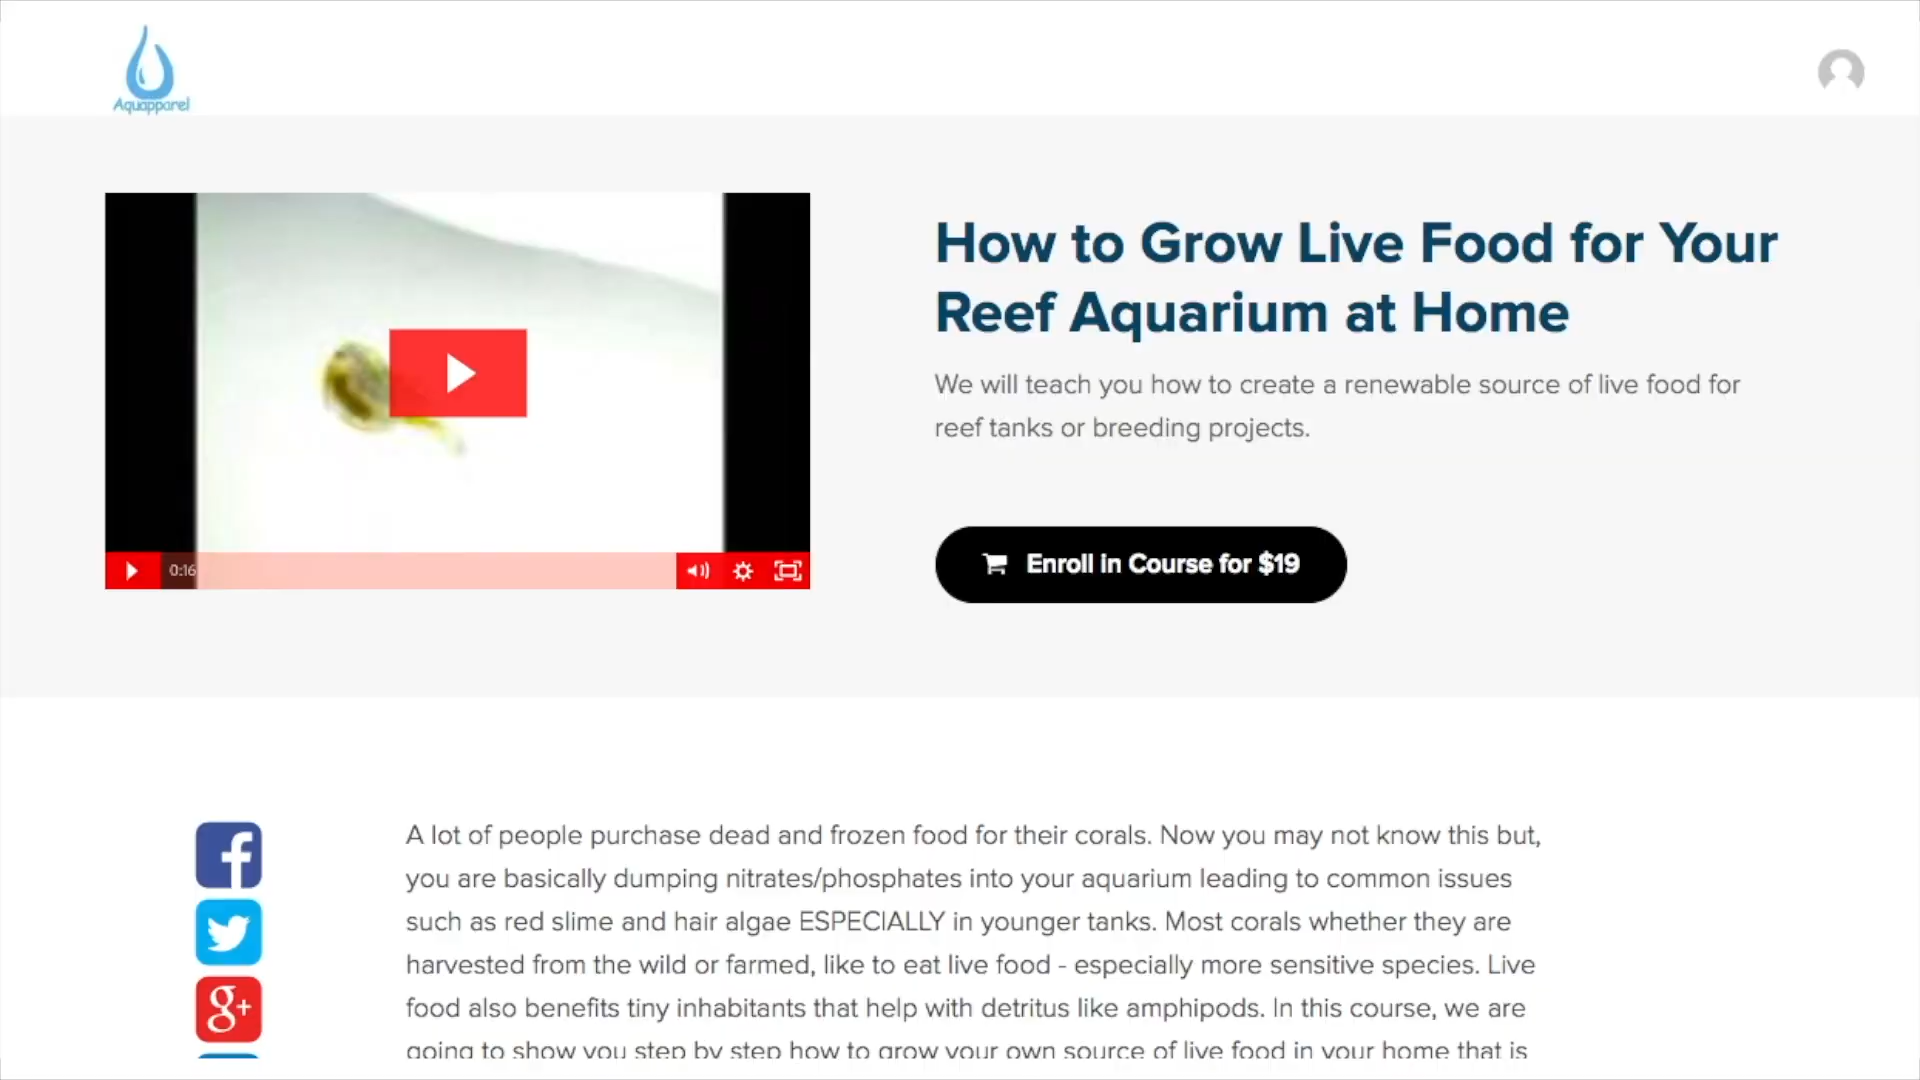 Aquapparel
How to Grow Live Food for Your
Reef Aquarium at Home
We will teach you how to create a renewable source of live food for
reef tanks or breeding projects.
Enroll in Course for $19
0:16
A lot of people purchase dead and frozen food for their corals. Now you may not know this but,
you are basically dumping nitrates/phosphates into your aquarium leading to common issues
such as red slime and hair algae ESPECIALLY in younger tanks. Most corals whether they are
harvested from the wild or farmed, like to eat live food - especially more sensitive species. Live
food also benefits tiny inhabitants that help with detritus like amphipods. In this course, we are
going to show you step by step how to grow your own source of live food in your home that is